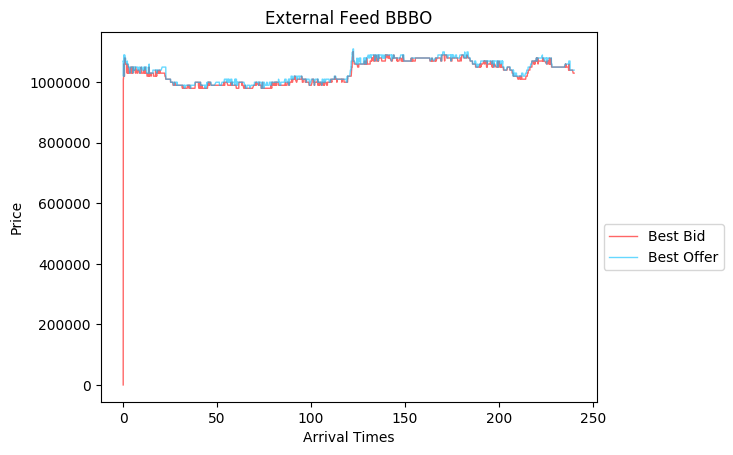 External Feed BBBO
1000000
800000
600000
400000
200000
0
Price
0 50 100 150 200 250
Arrival Times
Best Bid
Best Offer